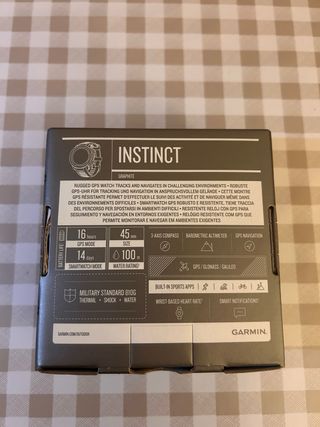 INSTINCT
GRAPHITE
RUGGED GPS WATCH TRACKS AND NAVIGATES IN CHALLENGING ENVIRONMENTS • ROBUSTE
GPS-UHR FÜR TRACKING UND NAVIGATION IN ANSPRUCHSVOLLEM GELÄNDE • CETTE MONTRE
GPS RÉSISTANTE PERMET D'EFFECTUER LE SUIVI DES ACTIVITÉ ET DE NAVIGUER DANS
DES ENVIRONNEMENTS DIFFICILES • SMARTWATCH GPS ROBUSTO E RESISTENTE, TIENE TRACCIA
DEL PERCORSO PER SPOSTARSI IN AMBIENTI DIFFICILI • RESISTENTE RELOJ CON GPS PARA
SEGUIMIENTO Y NAVEGACIÓN EN ENTORNOS EXIGENTES • RELÓGIO RESISTENTE COM GPS QUE
PERMITE MONITORIZAR E NAVEGAR EM AMBIENTES EXIGENTES
BATTERY LIFE
16 hours
GPS MODE
45 mm
SIZE
14 days
SMARTWATCH MODE
100 m
WATER RATING
3-AXIS COMPASS
BAROMETRIC ALTIMETER
GPS NAVIGATION
GPS / GLONASS / GALILEO
MILITARY STANDARD 810G
THERMAL • SHOCK • WATER
BUILT-IN SPORTS APPS
WRIST-BASED HEART RATE
SMART NOTIFICATIONS
GARMIN.COM/OUTDOOR
GARMIN